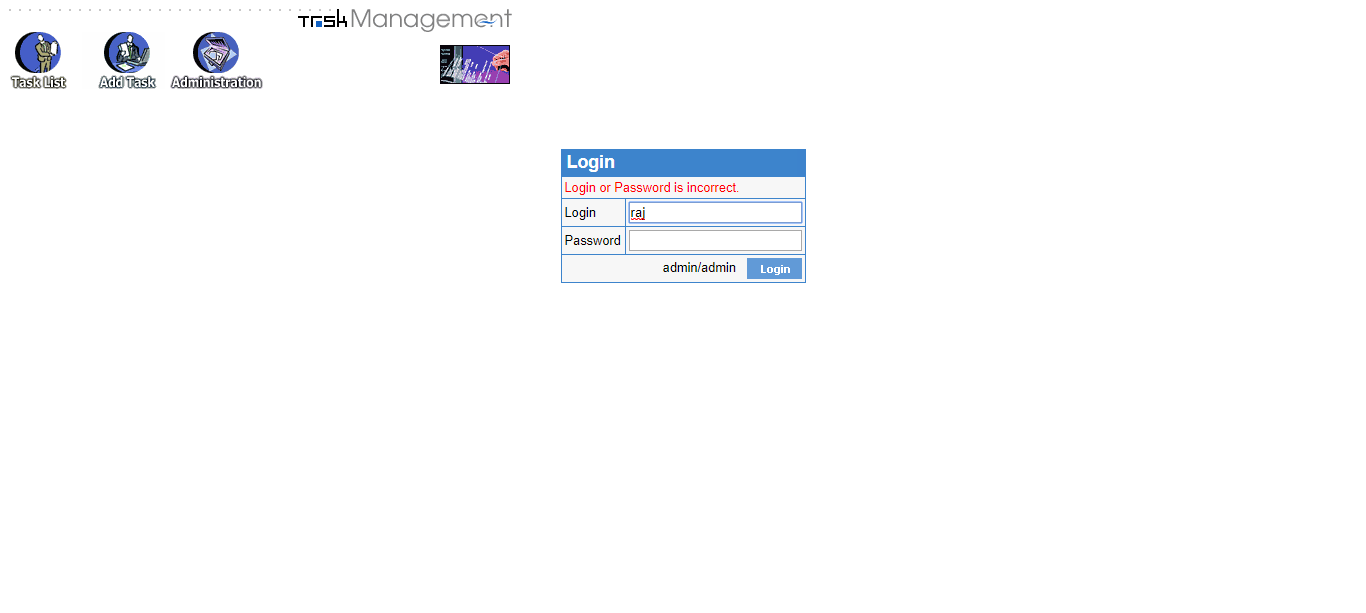 Task Management
Task List
Add Task
Administration
Login
Login or Password is incorrect.
Login
raj
Password
admin/admin
Login